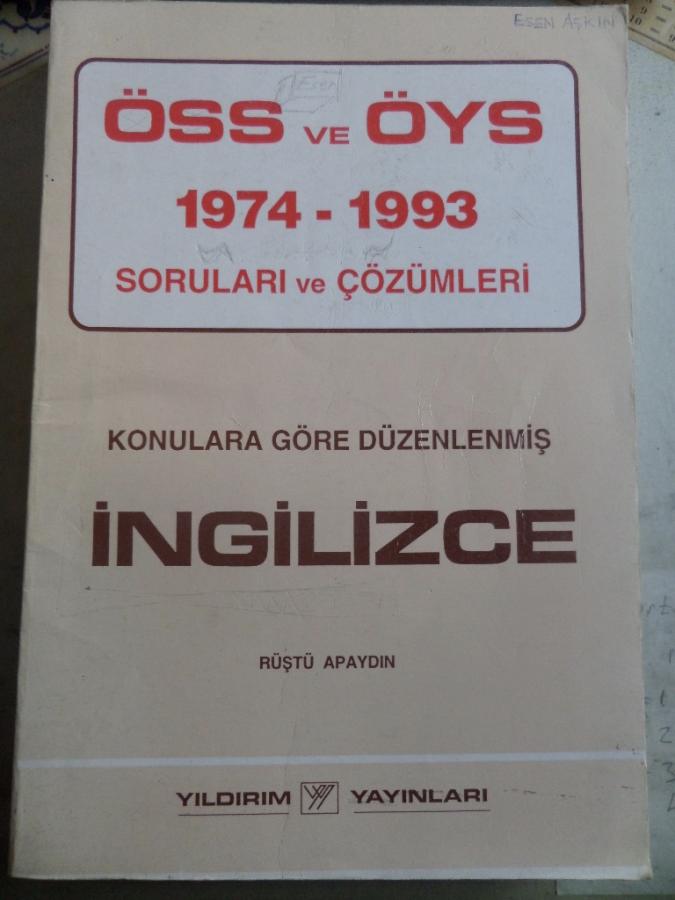 ESEN AŞKIN
Esen
ÖSS VE ÖYS
1974 - 1993
SORULARI ve ÇÖZÜMLERİ
KONULARA GÖRE DÜZENLENMİŞ
İNGİLİZCE
RÜŞTÜ APAYDIN
YILDIRIM YAYINLARI